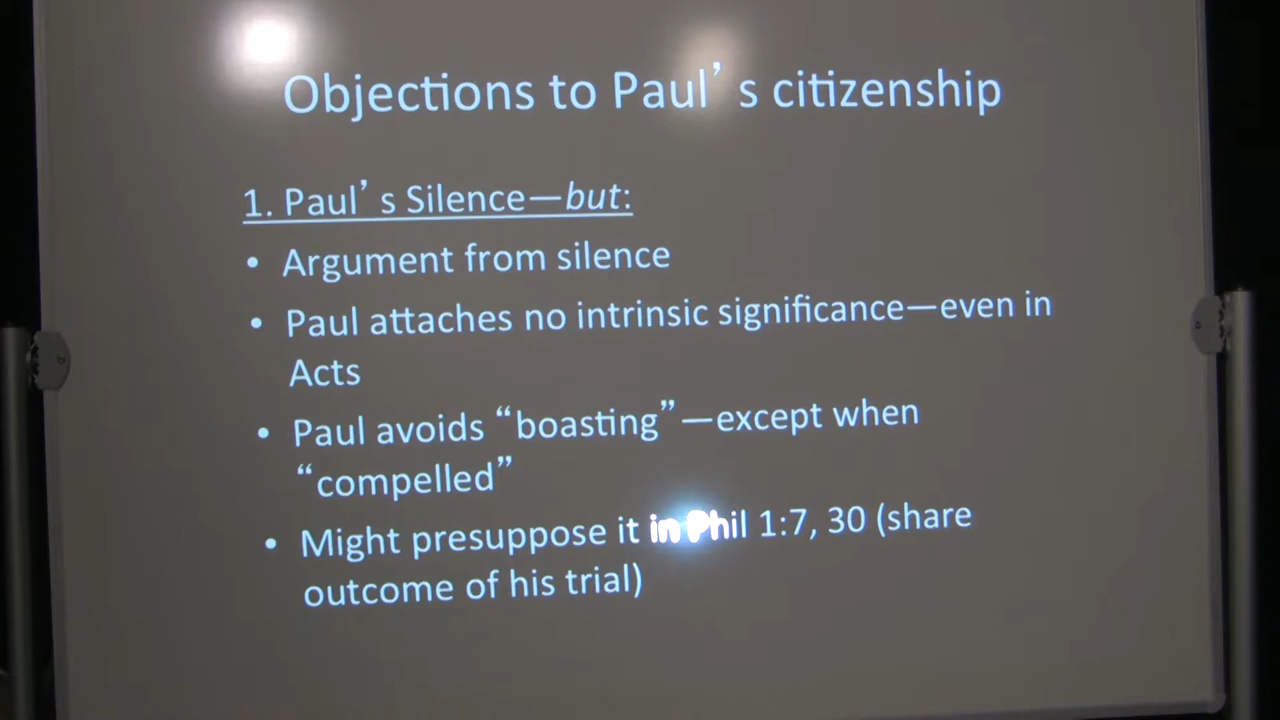 Objections to Paul’s citizenship
1. Paul’s Silence—but:
• Argument from silence
• Paul attaches no intrinsic significance—even in
Acts
• Paul avoids “boasting”—except when
“compelled”
• Might presuppose it in Phil 1:7, 30 (share
outcome of his trial)